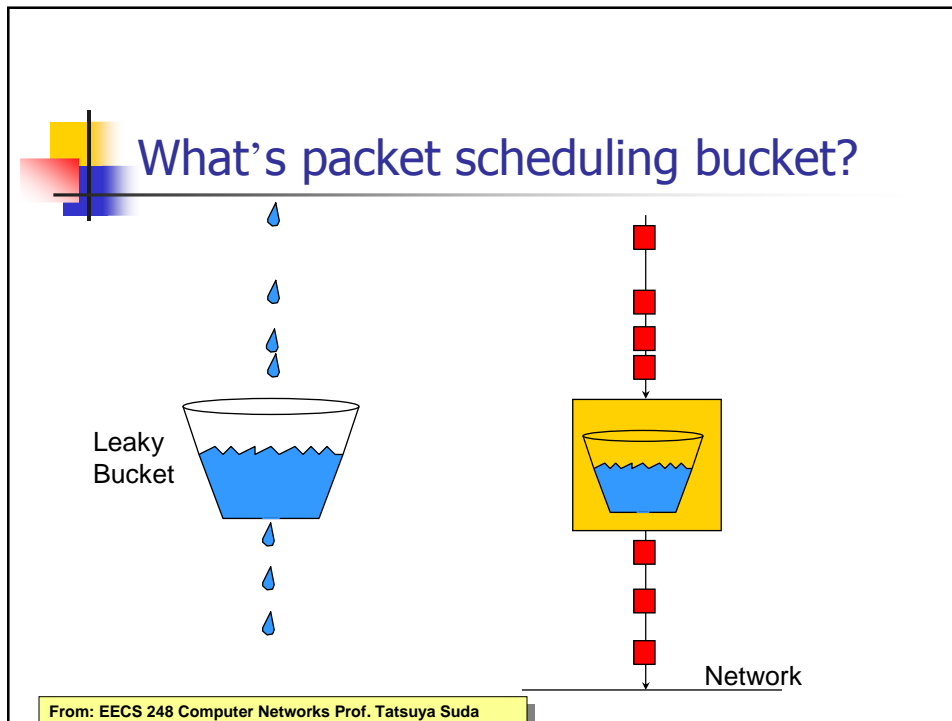 What’s packet scheduling bucket?
Leaky
Bucket
Network
From: EECS 248 Computer Networks Prof. Tatsuya Suda